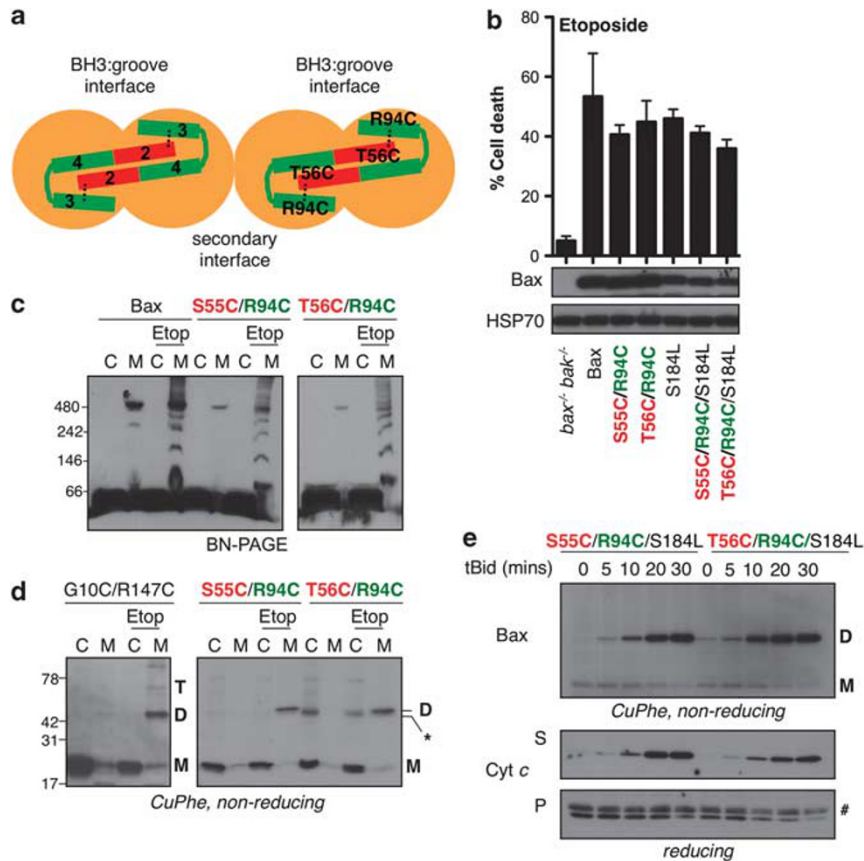 a
BH3:groove interface
BH3:groove interface
3
4
2
2
4
3
R94C
T56C
T56C
R94C
secondary interface
b
Etoposide
% Cell death
80
60
40
20
0
Bax
HSP70
bax-/- bak-/-
Bax
S55C/R94C
T56C/R94C
S184L
S55C/R94C/S184L
T56C/R94C/S184L
c
Bax S55C/R94C T56C/R94C
Etop Etop Etop
C M C M C M C M C M C M
480
242
146
66
BN-PAGE
d
G10C/R147C S55C/R94C T56C/R94C
Etop Etop Etop
C M C M C M C M C M C M
78
42
31
17
T
D
M
D
*
M
CuPhe, non-reducing
e
S55C/R94C/S184L T56C/R94C/S184L
tBid (mins) 0 5 10 20 30 0 5 10 20 30
Bax
D
M
CuPhe, non-reducing
S
Cyt c
P
#
reducing